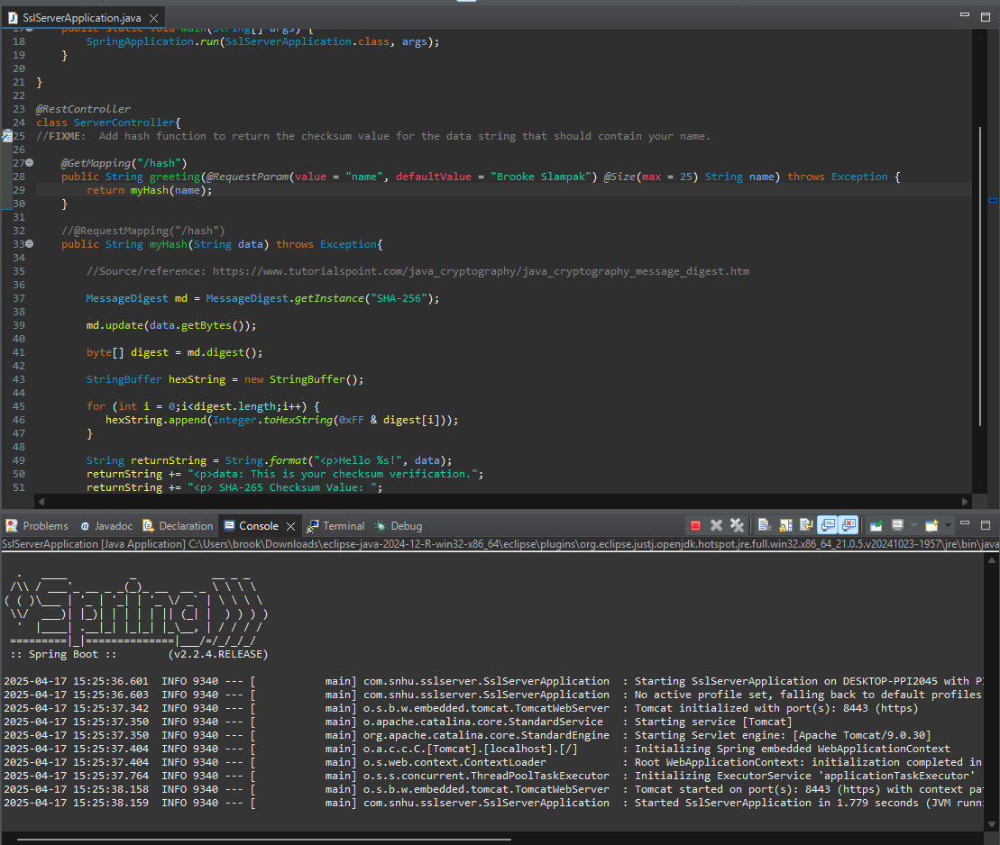 SslServerApplication.java
17 public static void main(String[] args) {
18 SpringApplication.run(SslServerApplication.class, args);
19 }
20
21 }
22
23 @RestController
24 class ServerController{
25 //FIXME:  Add hash function to return the checksum value for the data string that should contain your name.
26
27 @GetMapping("/hash")
28 public String greeting(@RequestParam(value = "name", defaultValue = "Brooke Slampak") @Size(max = 25) String name) throws Exception {
29 return myHash(name);
30 }
31
32 //@RequestMapping("/hash")
33 public String myHash(String data) throws Exception{
34
35 //Source/reference: https://www.tutorialspoint.com/java_cryptography/java_cryptography_message_digest.htm
36
37 MessageDigest md = MessageDigest.getInstance("SHA-256");
38
39 md.update(data.getBytes());
40
41 byte[] digest = md.digest();
42
43 StringBuffer hexString = new StringBuffer();
44
45 for (int i = 0;i<digest.length;i++) {
46 hexString.append(Integer.toHexString(0xFF & digest[i]));
47 }
48
49 String returnString = String.format("<p>Hello %s!", data);
50 returnString += "<p>data: This is your checksum verification.";
51 returnString += "<p> SHA-265 Checksum Value: ";
Problems Javadoc Declaration Console Terminal Debug
SslServerApplication [Java Application] C:\Users\brook\Downloads\eclipse-java-2024-12-R-win32-x86_64\eclipse\plugins\org.eclipse.justj.openjdk.hotspot.jre.full.win32.x86_64_21.0.5.v20241023-1957\jre\bin\java
Spring
:: Spring Boot ::        (v2.2.4.RELEASE)
2025-04-17 15:25:36.601  INFO 9340 --- [           main] com.snhu.sslserver.SslServerApplication  : Starting SslServerApplication on DESKTOP-PPI2045 with P
2025-04-17 15:25:36.603  INFO 9340 --- [           main] com.snhu.sslserver.SslServerApplication  : No active profile set, falling back to default profiles
2025-04-17 15:25:37.342  INFO 9340 --- [           main] o.s.b.w.embedded.tomcat.TomcatWebServer  : Tomcat initialized with port(s): 8443 (https)
2025-04-17 15:25:37.350  INFO 9340 --- [           main] o.apache.catalina.core.StandardService   : Starting service [Tomcat]
2025-04-17 15:25:37.350  INFO 9340 --- [           main] org.apache.catalina.core.StandardEngine  : Starting Servlet engine: [Apache Tomcat/9.0.30]
2025-04-17 15:25:37.404  INFO 9340 --- [           main] o.a.c.c.C.[Tomcat].[localhost].[/]       : Initializing Spring embedded WebApplicationContext
2025-04-17 15:25:37.404  INFO 9340 --- [           main] o.s.web.context.ContextLoader            : Root WebApplicationContext: initialization completed in
2025-04-17 15:25:37.764  INFO 9340 --- [           main] o.s.s.concurrent.ThreadPoolTaskExecutor  : Initializing ExecutorService 'applicationTaskExecutor'
2025-04-17 15:25:38.158  INFO 9340 --- [           main] o.s.b.w.embedded.tomcat.TomcatWebServer  : Tomcat started on port(s): 8443 (https) with context pa
2025-04-17 15:25:38.159  INFO 9340 --- [           main] com.snhu.sslserver.SslServerApplication  : Started SslServerApplication in 1.779 seconds (JVM runn